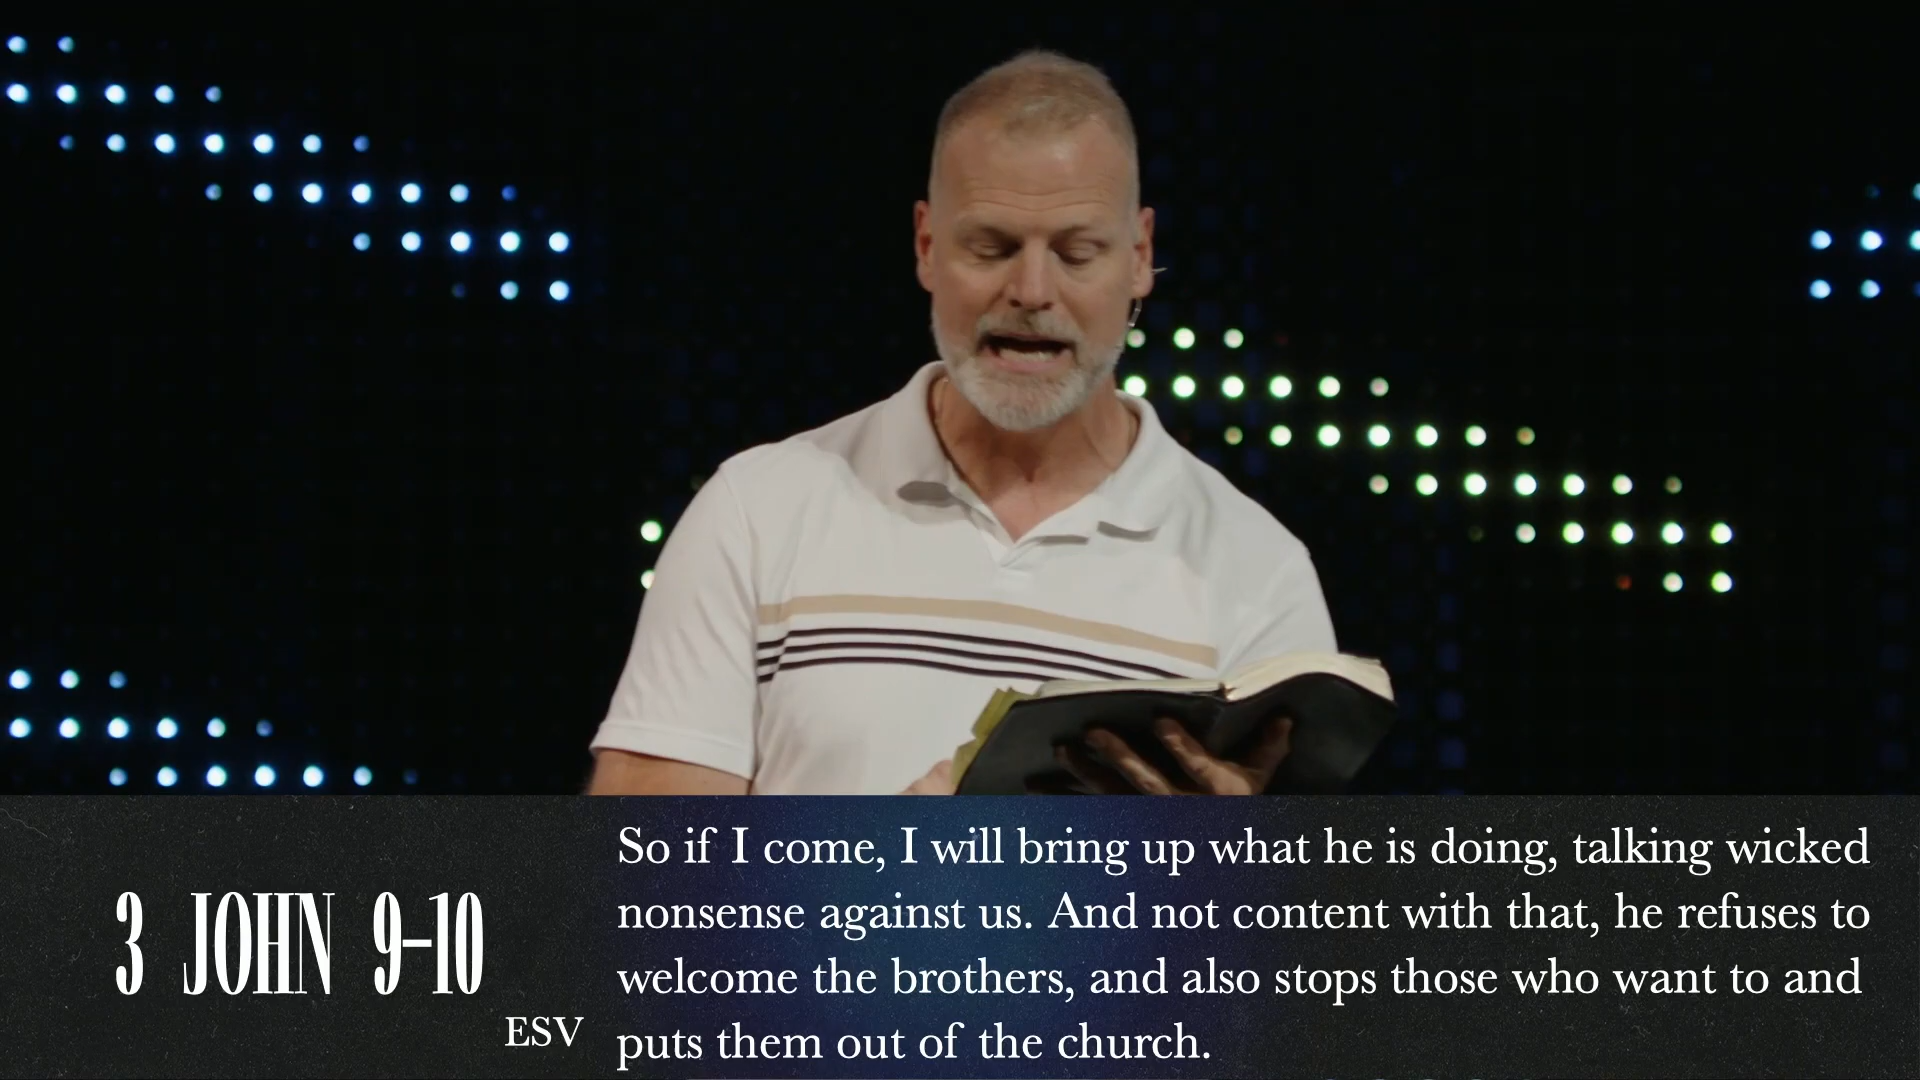 3 JOHN 9-10
ESV
So if I come, I will bring up what he is doing, talking wicked
nonsense against us. And not content with that, he refuses to
welcome the brothers, and also stops those who want to and
puts them out of the church.